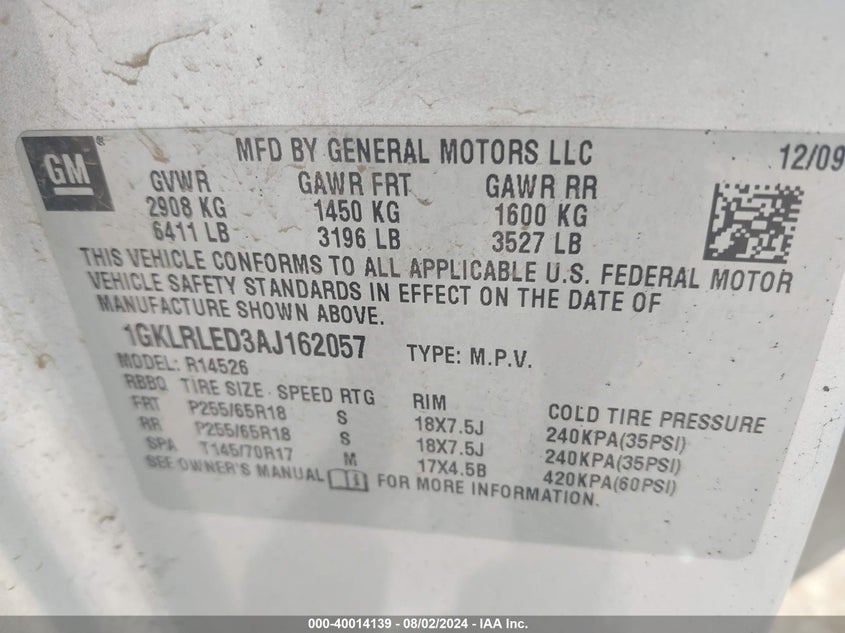 GM ®
MFD BY GENERAL MOTORS LLC 12/09
GVWR GAWR FRT GAWR RR
2908 KG 1450 KG 1600 KG
6411 LB 3196 LB 3527 LB
THIS VEHICLE CONFORMS TO ALL APPLICABLE U.S. FEDERAL MOTOR
VEHICLE SAFETY STANDARDS IN EFFECT ON THE DATE OF
MANUFACTURE SHOWN ABOVE.
1GKLRLED3AJ162057 TYPE: M.P.V.
MODEL: R14526
RBBQ TIRE SIZE SPEED RTG RIM COLD TIRE PRESSURE
FRT P255/65R18 S 18X7.5J 240KPA(35PSI)
RR P255/65R18 S 18X7.5J 240KPA(35PSI)
SPA T145/70R17 M 17X4.5B 420KPA(60PSI)
SEE OWNER'S MANUAL FOR MORE INFORMATION.
000-40014139 - 08/02/2024 - IAA Inc.